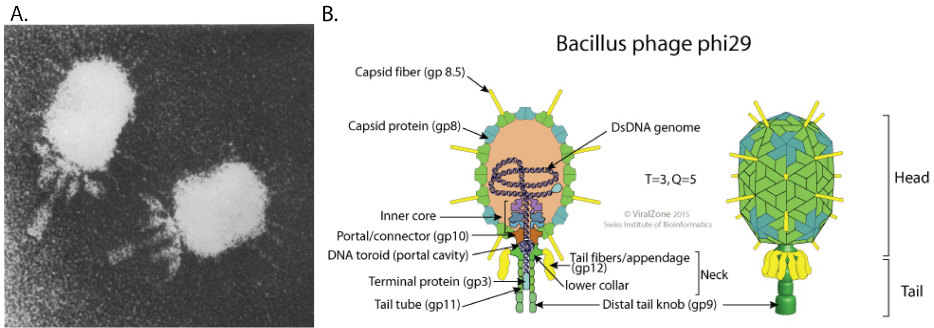 A.
B.
Bacillus phage phi29
Capsid fiber (gp 8.5)
Capsid protein (gp8)
DsDNA genome
T=3, Q=5
© ViralZone 2015
Swiss Institute of Bioinformatics
Head
Inner core
Portal/connector (gp10)
DNA toroid (portal cavity)
Tail fibers/appendage
(gp12)
lower collar
Neck
Terminal protein (gp3)
Tail tube (gp11)
Distal tail knob (gp9)
Tail